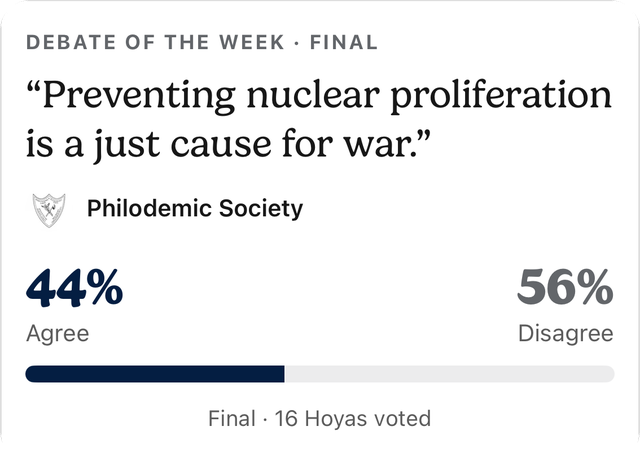 DEBATE OF THE WEEK · FINAL
“Preventing nuclear proliferation
is a just cause for war.”
Philodemic Society
44%
56%
Agree
Disagree
Final · 16 Hoyas voted